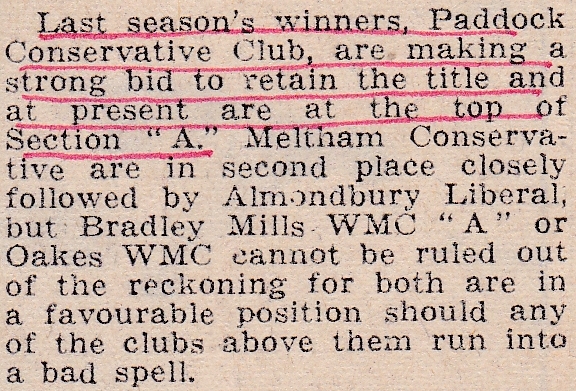 Last season's winners, Paddock
Conservative Club, are making a
strong bid to retain the title and
at present are at the top of
Section "A." Meltham Conserva-
tive are in second place closely
followed by Almondbury Liberal,
but Bradley Mills WMC "A" or
Oakes WMC cannot be ruled out
of the reckoning for both are in
a favourable position should any
of the clubs above them run into
a bad spell.